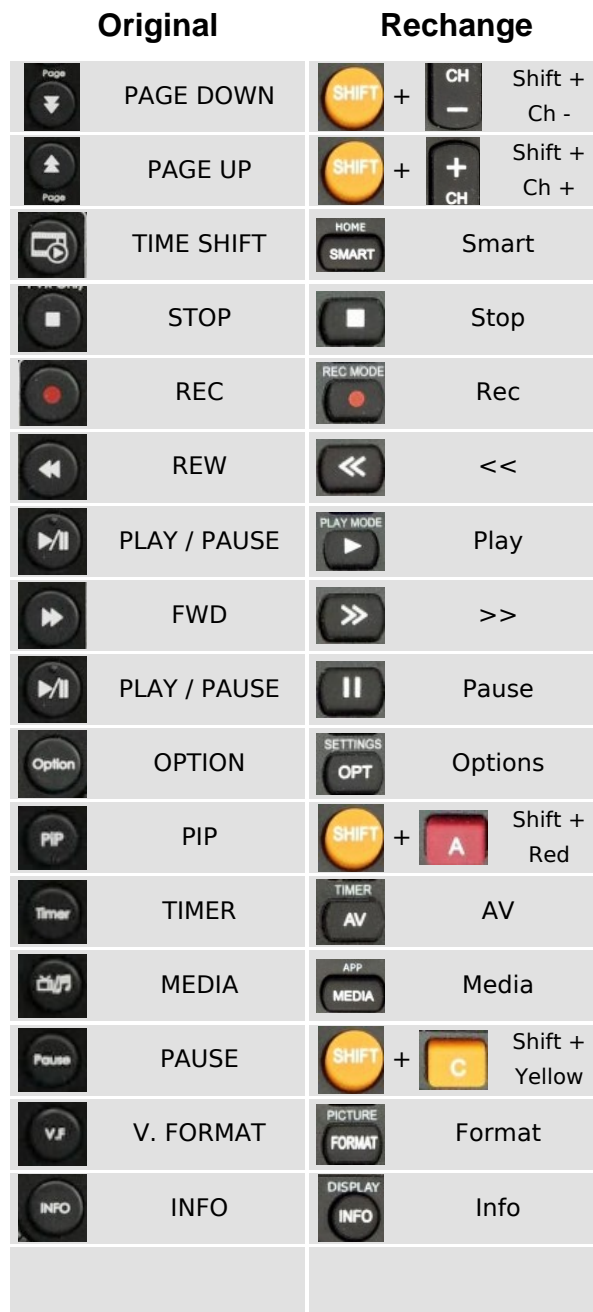 Original Rechange
Page
PAGE DOWN SHIFT + CH − Shift +
Ch -
Page
PAGE UP SHIFT + + CH Shift +
Ch +
TIME SHIFT HOME SMART Smart
STOP Stop
REC REC MODE Rec
REW <<
PLAY / PAUSE PLAY MODE Play
FWD >>
PLAY / PAUSE Pause
Option OPTION SETTINGS OPT Options
PIP PIP SHIFT + A Shift +
Red
Timer TIMER TIMER AV AV
MEDIA APP MEDIA Media
Pause PAUSE SHIFT + C Shift +
Yellow
V.F V. FORMAT PICTURE FORMAT Format
INFO INFO DISPLAY INFO Info